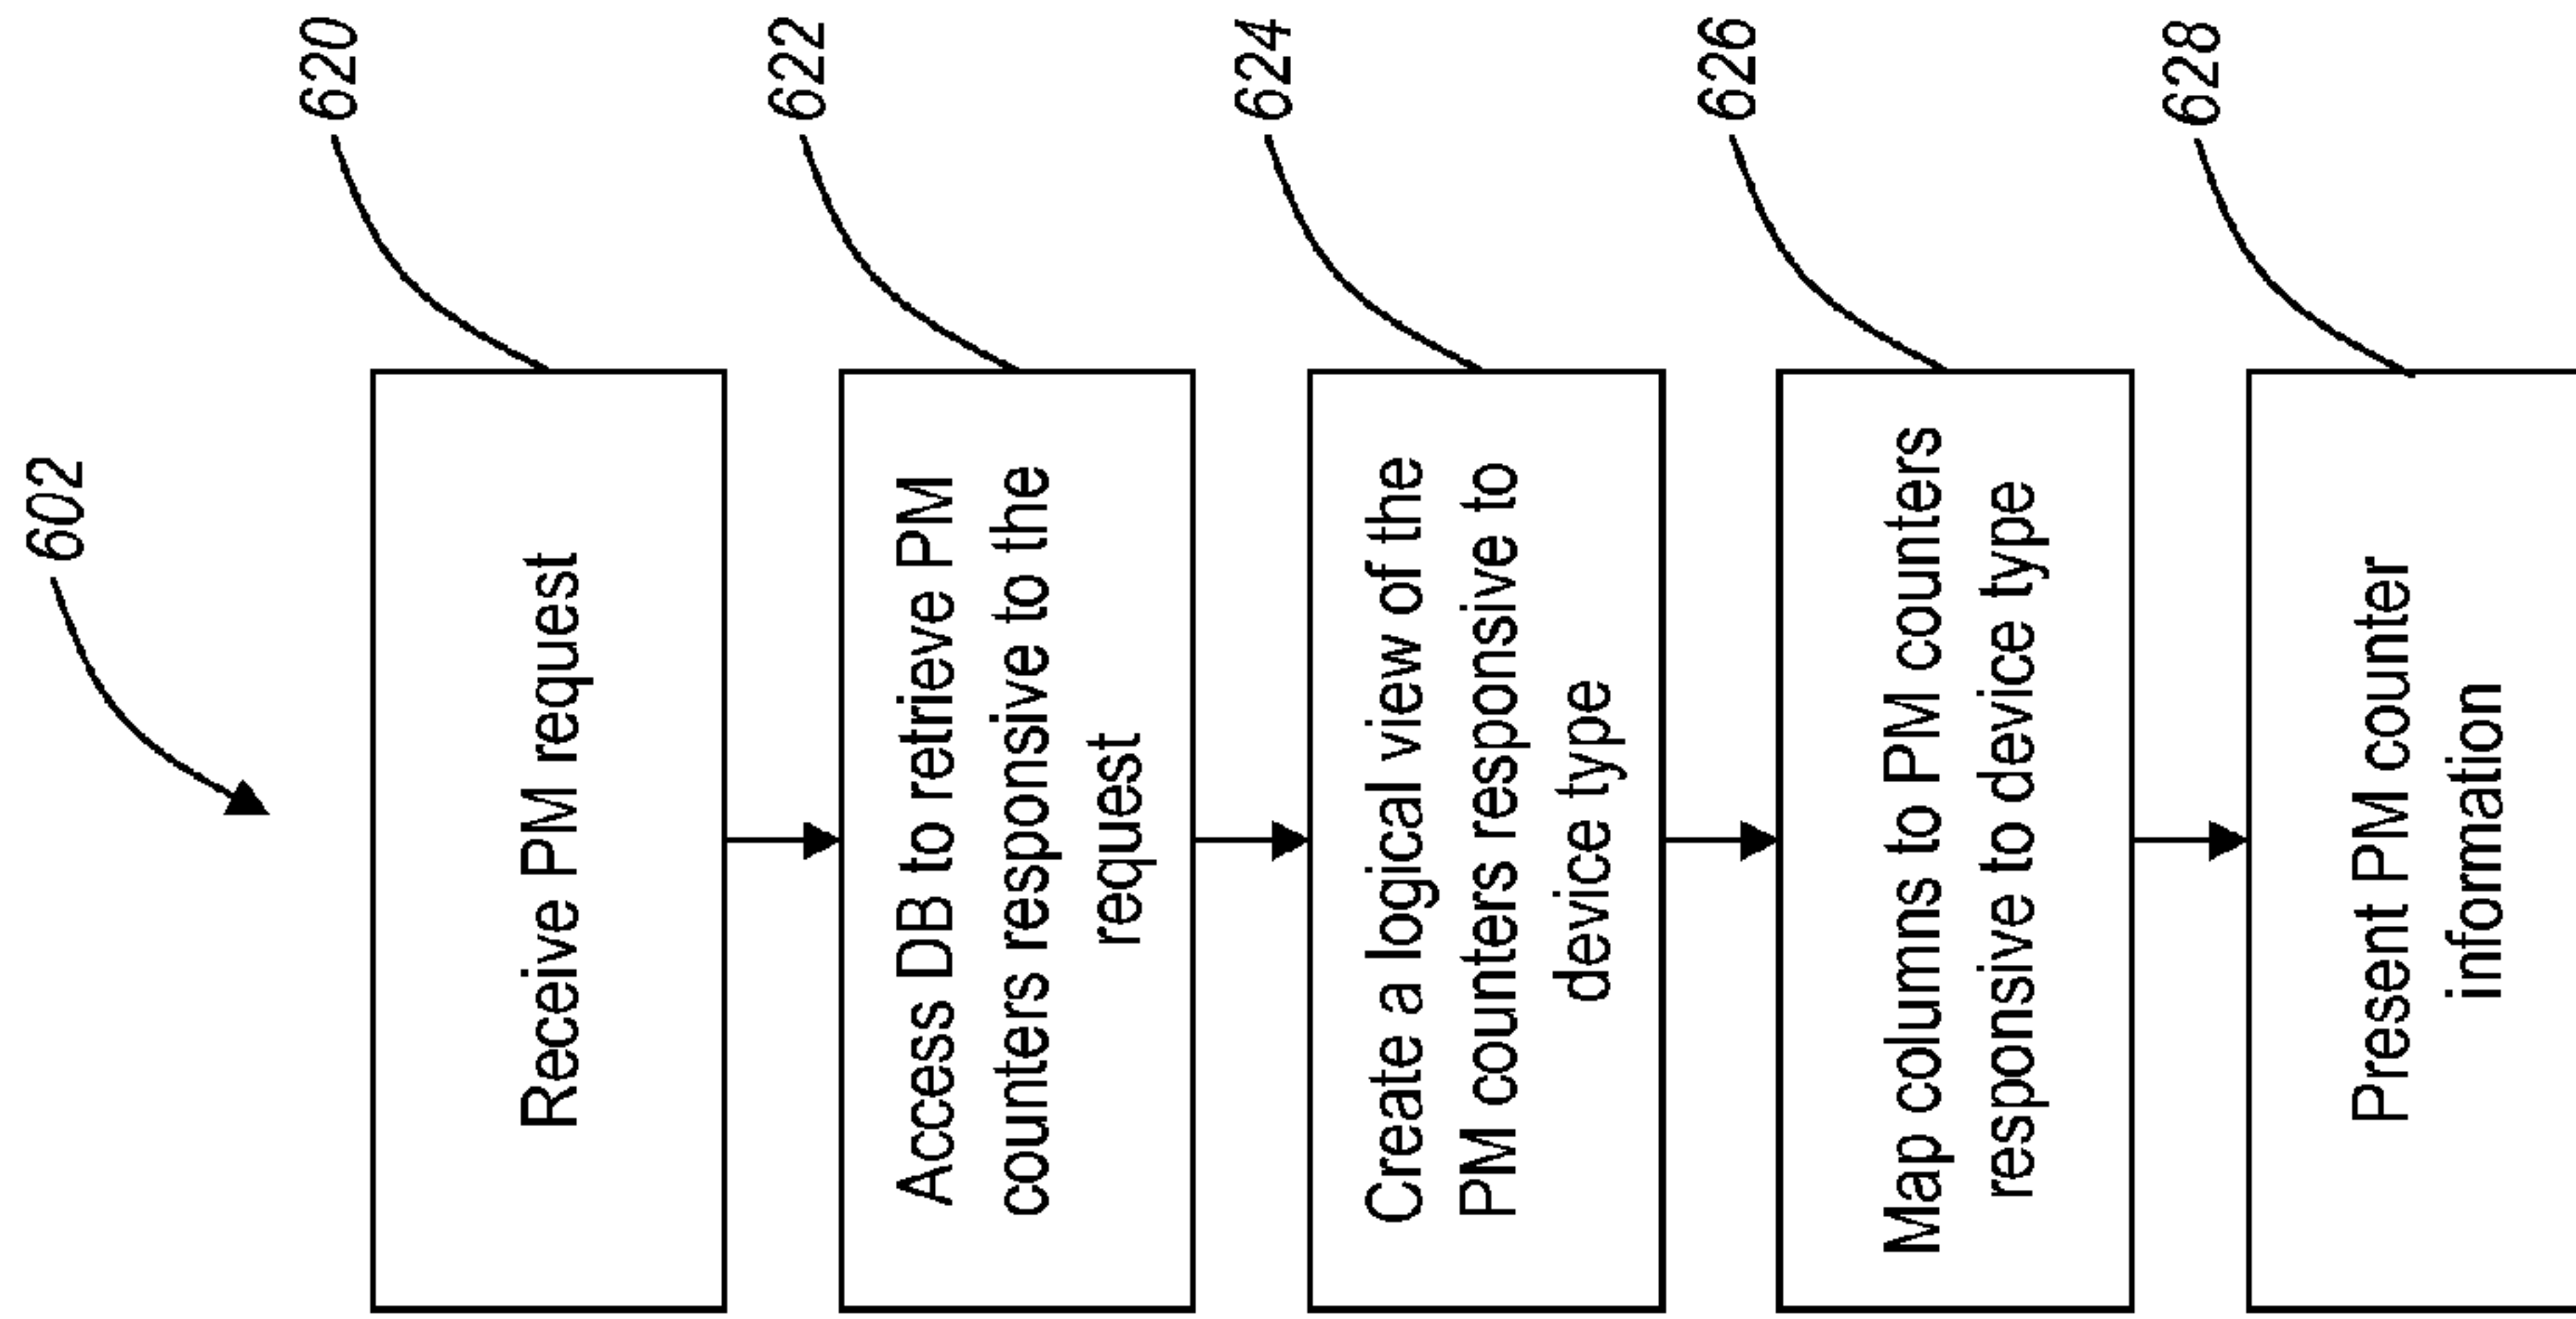 602
620
Receive PM request
622
Access DB to retrieve PM
counters responsive to the
request
624
Create a logical view of the
PM counters responsive to
device type
626
Map columns to PM counters
responsive to device type
628
Present PM counter
information